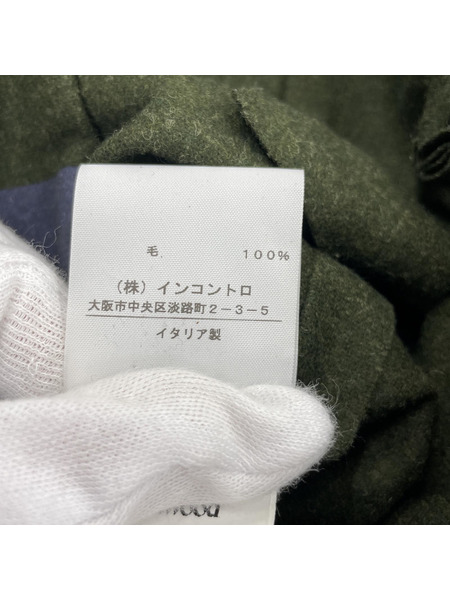 毛 100%
(株) インコントロ
大阪市中央区淡路町2-3-5
イタリア製